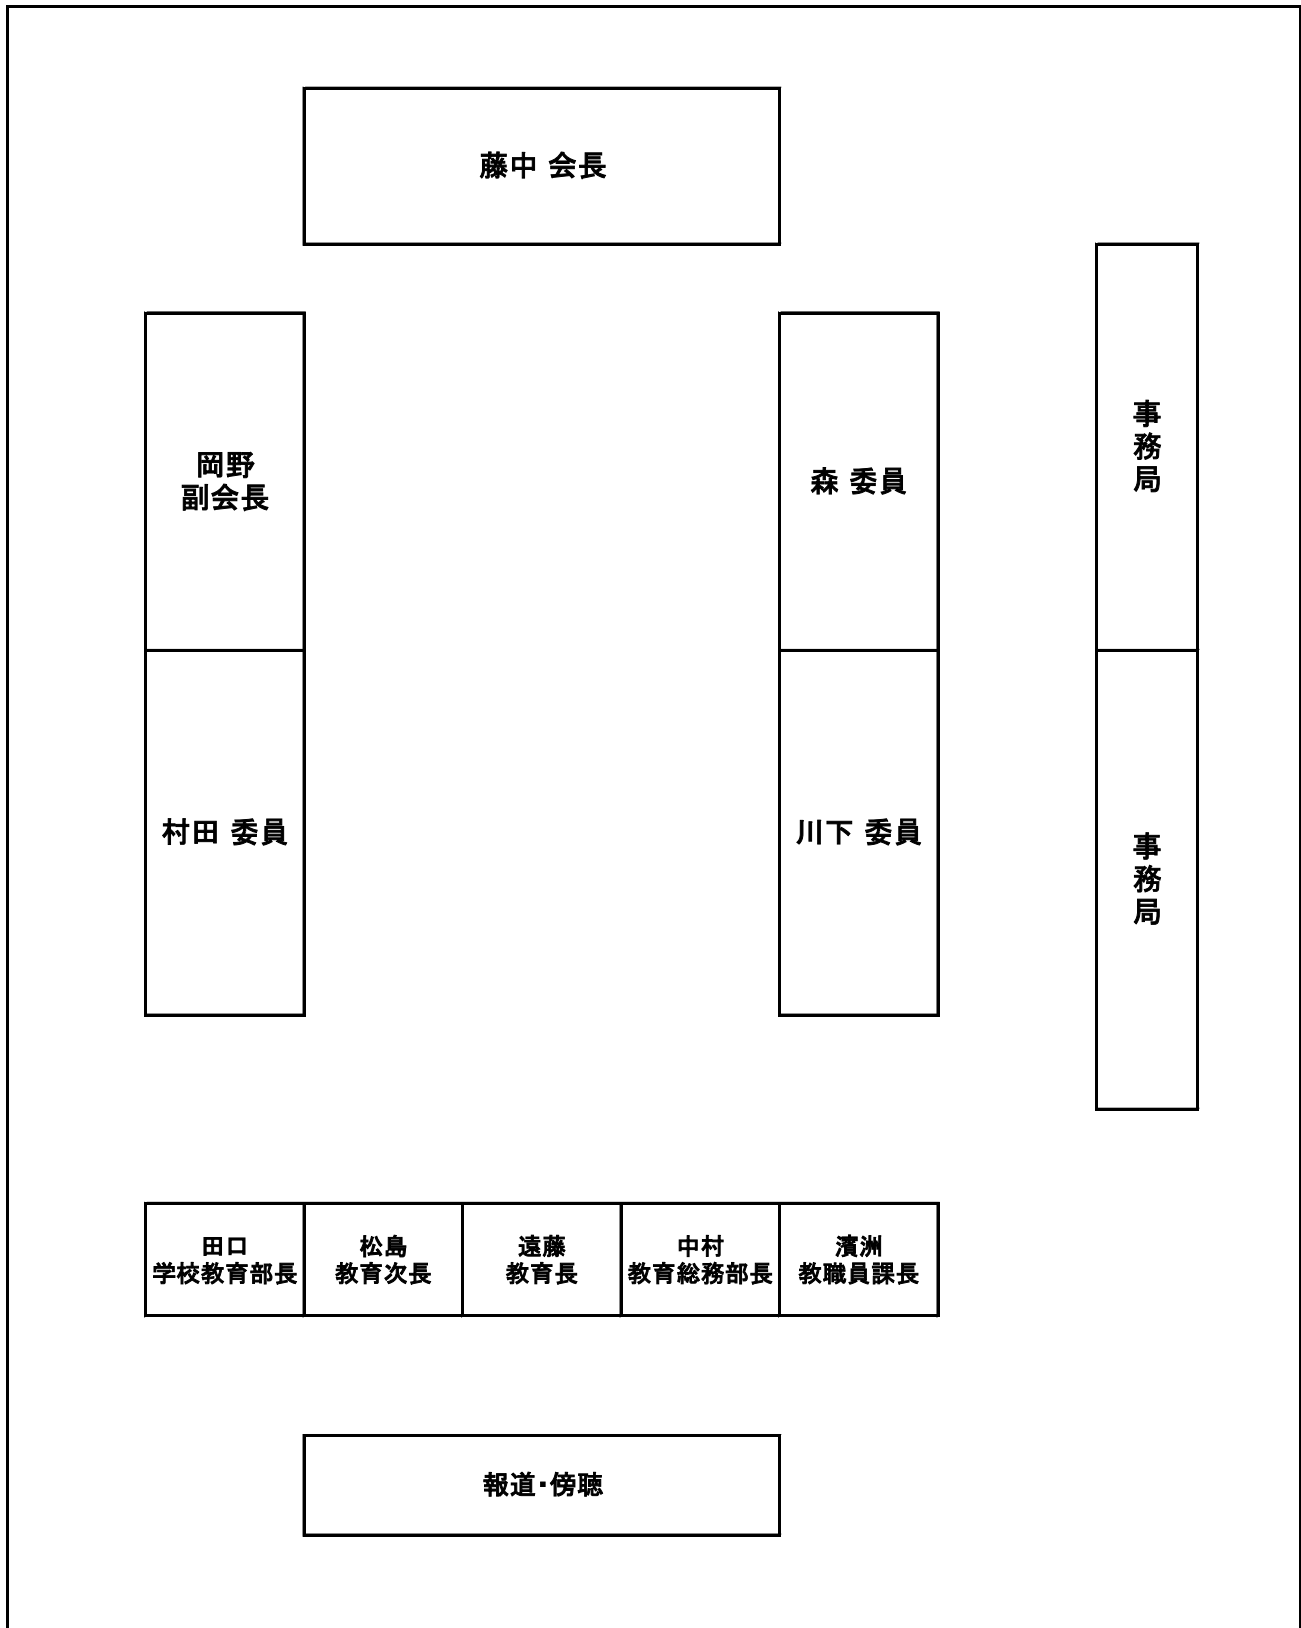 藤中 会長
岡野
副会長
森 委員
事務局
村田 委員
川下 委員
事務局
田口
学校教育部長
松島
教育次長
遠藤
教育長
中村
教育総務部長
濱洲
教職員課長
報道・傍聴